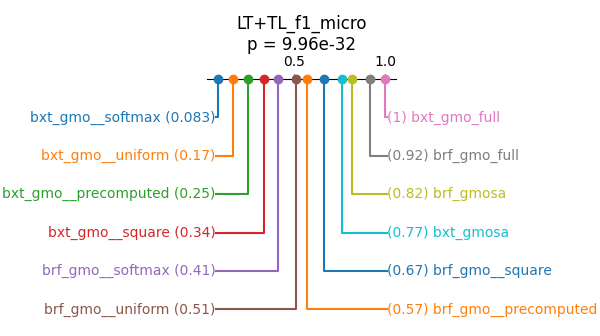 LT+TL_f1_micro
p = 9.96e-32
0.5 1.0
bxt_gmo__softmax (0.083) (1) bxt_gmo_full
bxt_gmo__uniform (0.17) (0.92) brf_gmo_full
bxt_gmo__precomputed (0.25) (0.82) brf_gmosa
bxt_gmo__square (0.34) (0.77) bxt_gmosa
brf_gmo__softmax (0.41) (0.67) brf_gmo__square
brf_gmo__uniform (0.51) (0.57) brf_gmo__precomputed